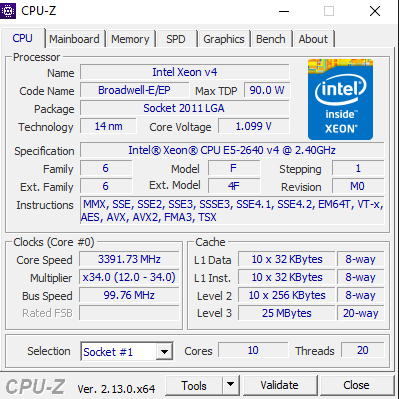 CPU-Z
CPU Mainboard Memory SPD Graphics Bench About
Processor
Name Intel Xeon v4
Code Name Broadwell-E/EP Max TDP 90.0 W
Package Socket 2011 LGA
Technology 14 nm Core Voltage 1.099 V
intel
inside™
XEON®
Specification Intel® Xeon® CPU E5-2640 v4 @ 2.40GHz
Family 6 Model F Stepping 1
Ext. Family 6 Ext. Model 4F Revision M0
Instructions MMX, SSE, SSE2, SSE3, SSSE3, SSE4.1, SSE4.2, EM64T, VT-x,
AES, AVX, AVX2, FMA3, TSX
Clocks (Core #0)
Core Speed 3391.73 MHz
Multiplier x34.0 (12.0 - 34.0)
Bus Speed 99.76 MHz
Rated FSB
Cache
L1 Data 10 x 32 KBytes 8-way
L1 Inst. 10 x 32 KBytes 8-way
Level 2 10 x 256 KBytes 8-way
Level 3 25 MBytes 20-way
Selection Socket #1 Cores 10 Threads 20
CPU-Z Ver. 2.13.0.x64 Tools Validate Close